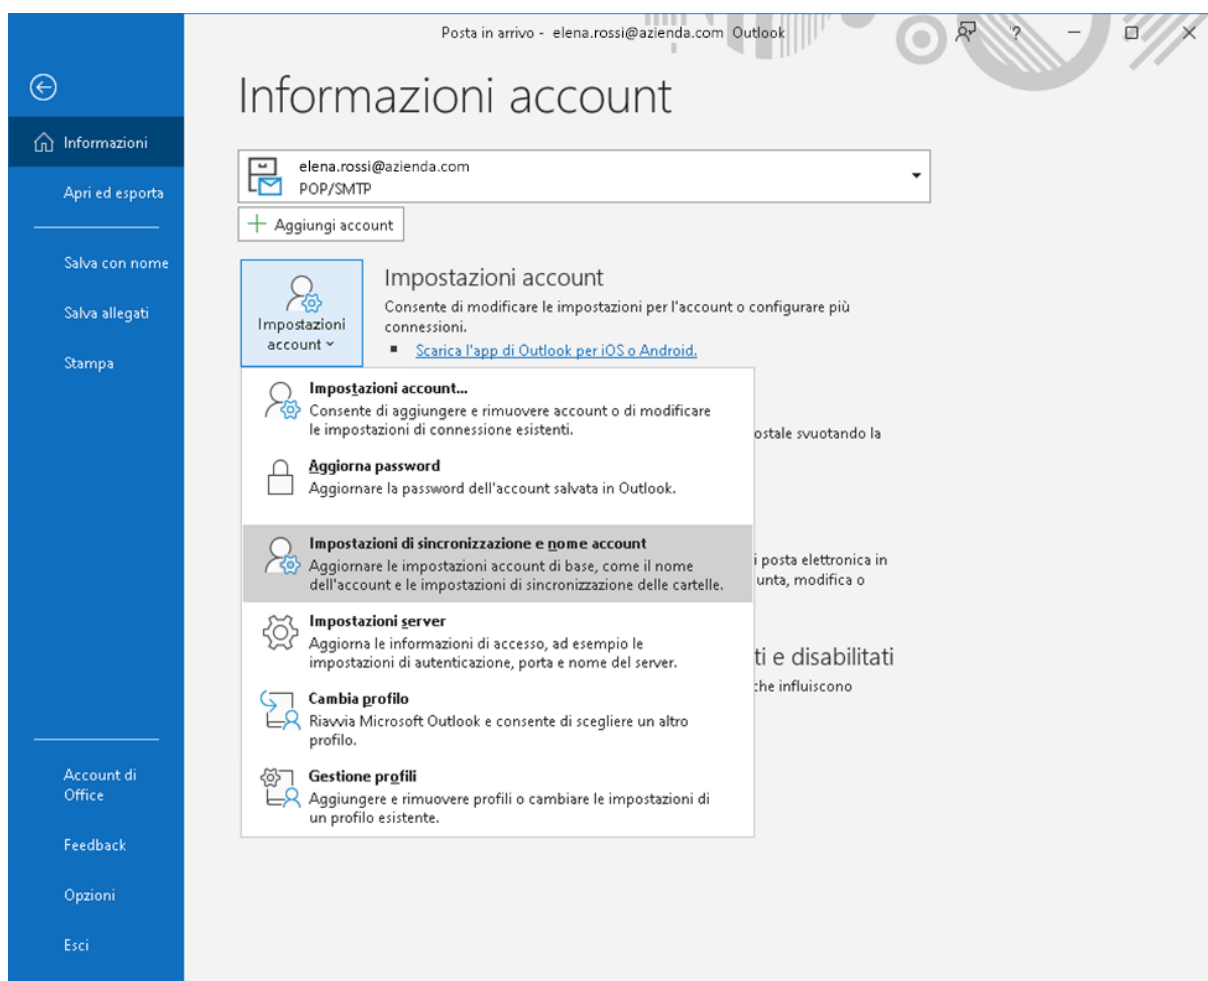 Posta in arrivo - elena.rossi@azienda.com Outlook
?
Informazioni account
Informazioni
Apri ed esporta
Salva con nome
Salva allegati
Stampa
Account di
Office
Feedback
Opzioni
Esci
elena.rossi@azienda.com
POP/SMTP
Aggiungi account
Impostazioni
account
Impostazioni account
Consente di modificare le impostazioni per l'account o configurare più
connessioni.
Scarica l'app di Outlook per iOS o Android.
Impostazioni account...
Consente di aggiungere e rimuovere account o di modificare
le impostazioni di connessione esistenti.
ostale svuotando la
Aggiorna password
Aggiornare la password dell'account salvata in Outlook.
Impostazioni di sincronizzazione e nome account
Aggiornare le impostazioni account di base, come il nome
dell'account e le impostazioni di sincronizzazione delle cartelle.
i posta elettronica in
unta, modifica o
Impostazioni server
Aggiorna le informazioni di accesso, ad esempio le
impostazioni di autenticazione, porta e nome del server.
ti e disabilitati
che influiscono
Cambia profilo
Riavvia Microsoft Outlook e consente di scegliere un altro
profilo.
Gestione profili
Aggiungere e rimuovere profili o cambiare le impostazioni di
un profilo esistente.